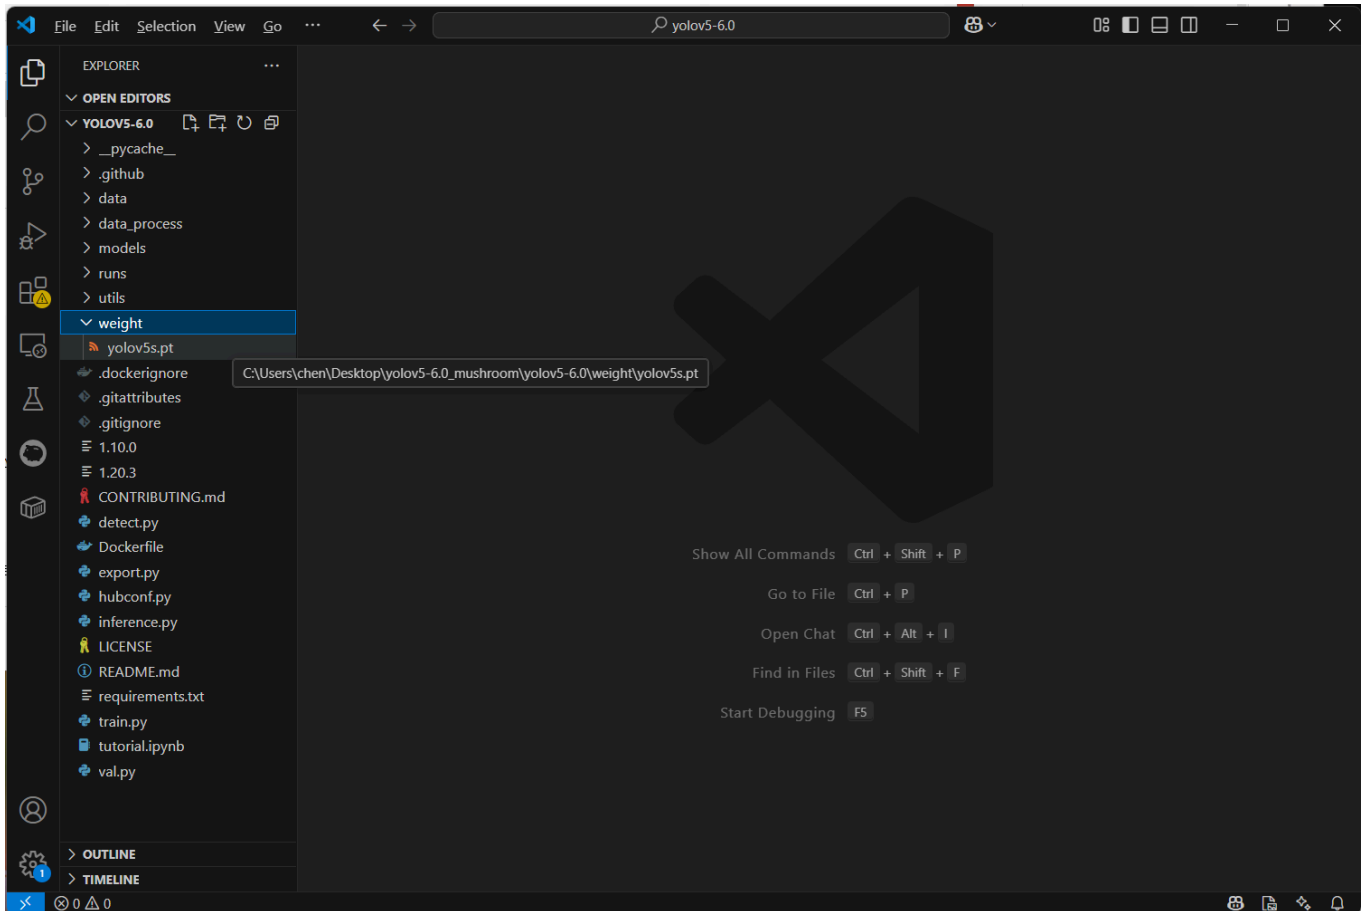 File Edit Selection View Go ··· yolov5-6.0
EXPLORER ···
OPEN EDITORS
YOLOV5-6.0
__pycache__
.github
data
data_process
models
runs
utils
weight
yolov5s.pt
.dockerignore
C:\Users\chen\Desktop\yolov5-6.0_mushroom\yolov5-6.0\weight\yolov5s.pt
.gitattributes
.gitignore
1.10.0
1.20.3
CONTRIBUTING.md
detect.py
Dockerfile
export.py
hubconf.py
inference.py
LICENSE
README.md
requirements.txt
train.py
tutorial.ipynb
val.py
Show All Commands Ctrl + Shift + P
Go to File Ctrl + P
Open Chat Ctrl + Alt + I
Find in Files Ctrl + Shift + F
Start Debugging F5
OUTLINE
1
TIMELINE
0 0